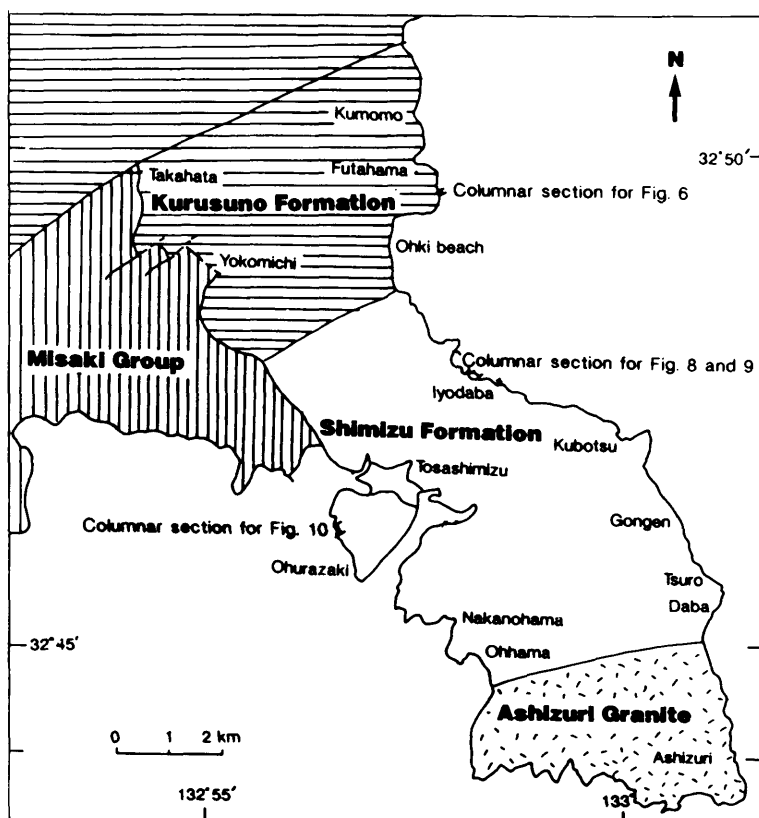 N
Kumomo
32°50′
Takahata
Futahama
Kurusuno Formation
Columnar section for Fig. 6
Ohki beach
Yokomichi
Misaki Group
Columnar section for Fig. 8 and 9
Iyodaba
Shimizu Formation
Kubotsu
Tosashimizu
Columnar section for Fig. 10
Gongen
Ohurazaki
Tsuro
Daba
Nakanohama
32°45′
Ohhama
Ashizuri Granite
0 1 2 km
Ashizuri
132°55′
133°